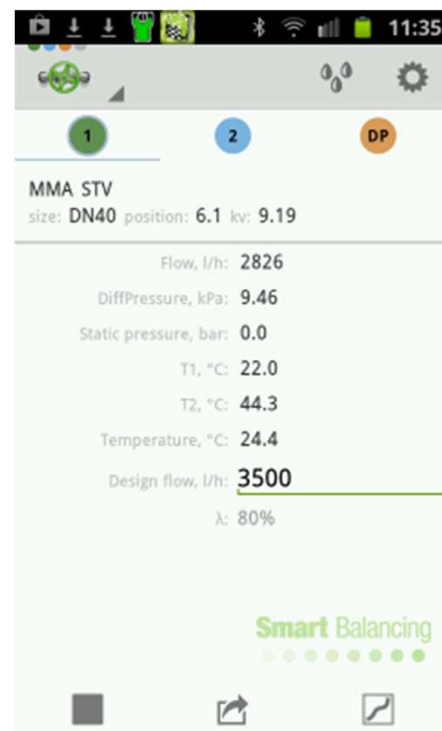 11:35
1 2 DP
MMA STV
size: DN40 position: 6.1 kv: 9.19
Flow, l/h: 2826
DiffPressure, kPa: 9.46
Static pressure, bar: 0.0
T1, °C: 22.0
T2, °C: 44.3
Temperature, °C: 24.4
Design flow, l/h: 3500
λ: 80%
Smart Balancing